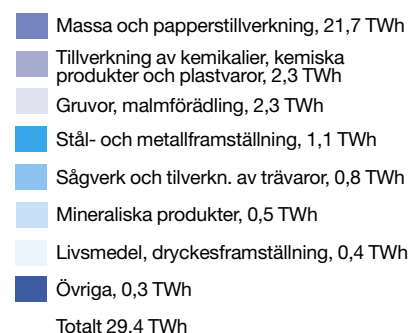 Massa och papperstillverkning, 21,7 TWh
Tillverkning av kemikalier, kemiska
produkter och plastvaror, 2,3 TWh
Gruvor, malmförädling, 2,3 TWh
Stål- och metallframställning, 1,1 TWh
Sågverk och tilverkn. av trävaror, 0,8 TWh
Mineraliska produkter, 0,5 TWh
Livsmedel, dryckesframställning, 0,4 TWh
Övriga, 0,3 TWh
Totalt 29,4 TWh